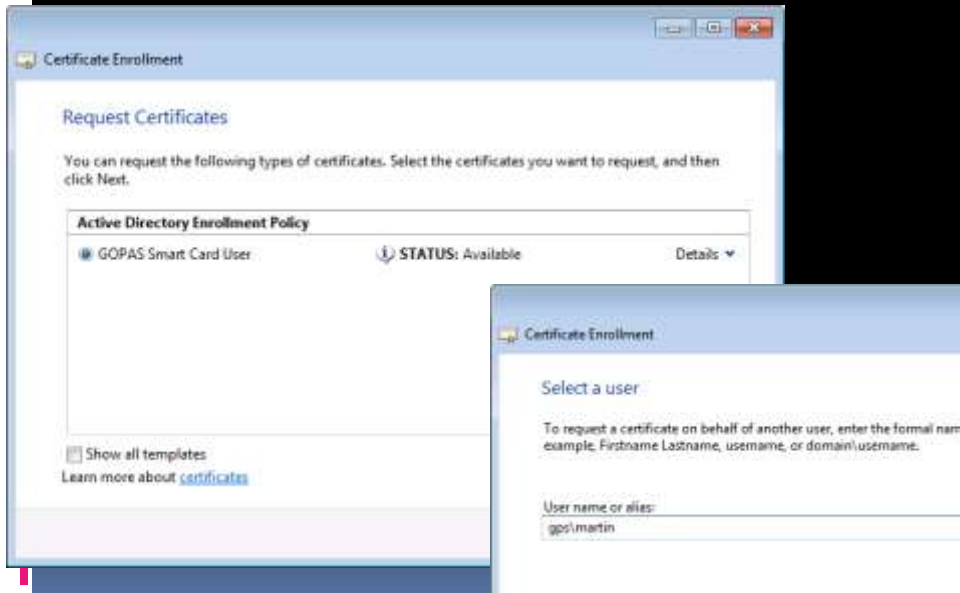 Certificate Enrollment
Request Certificates
You can request the following types of certificates. Select the certificates you want to request, and then
click Next.
Active Directory Enrollment Policy
GOPAS Smart Card User STATUS: Available Details
Show all templates
Learn more about certificates
Certificate Enrollment
Select a user
To request a certificate on behalf of another user, enter the formal nam
example, Firstname Lastname, username, or domain\username.
User name or alias:
gps\martin